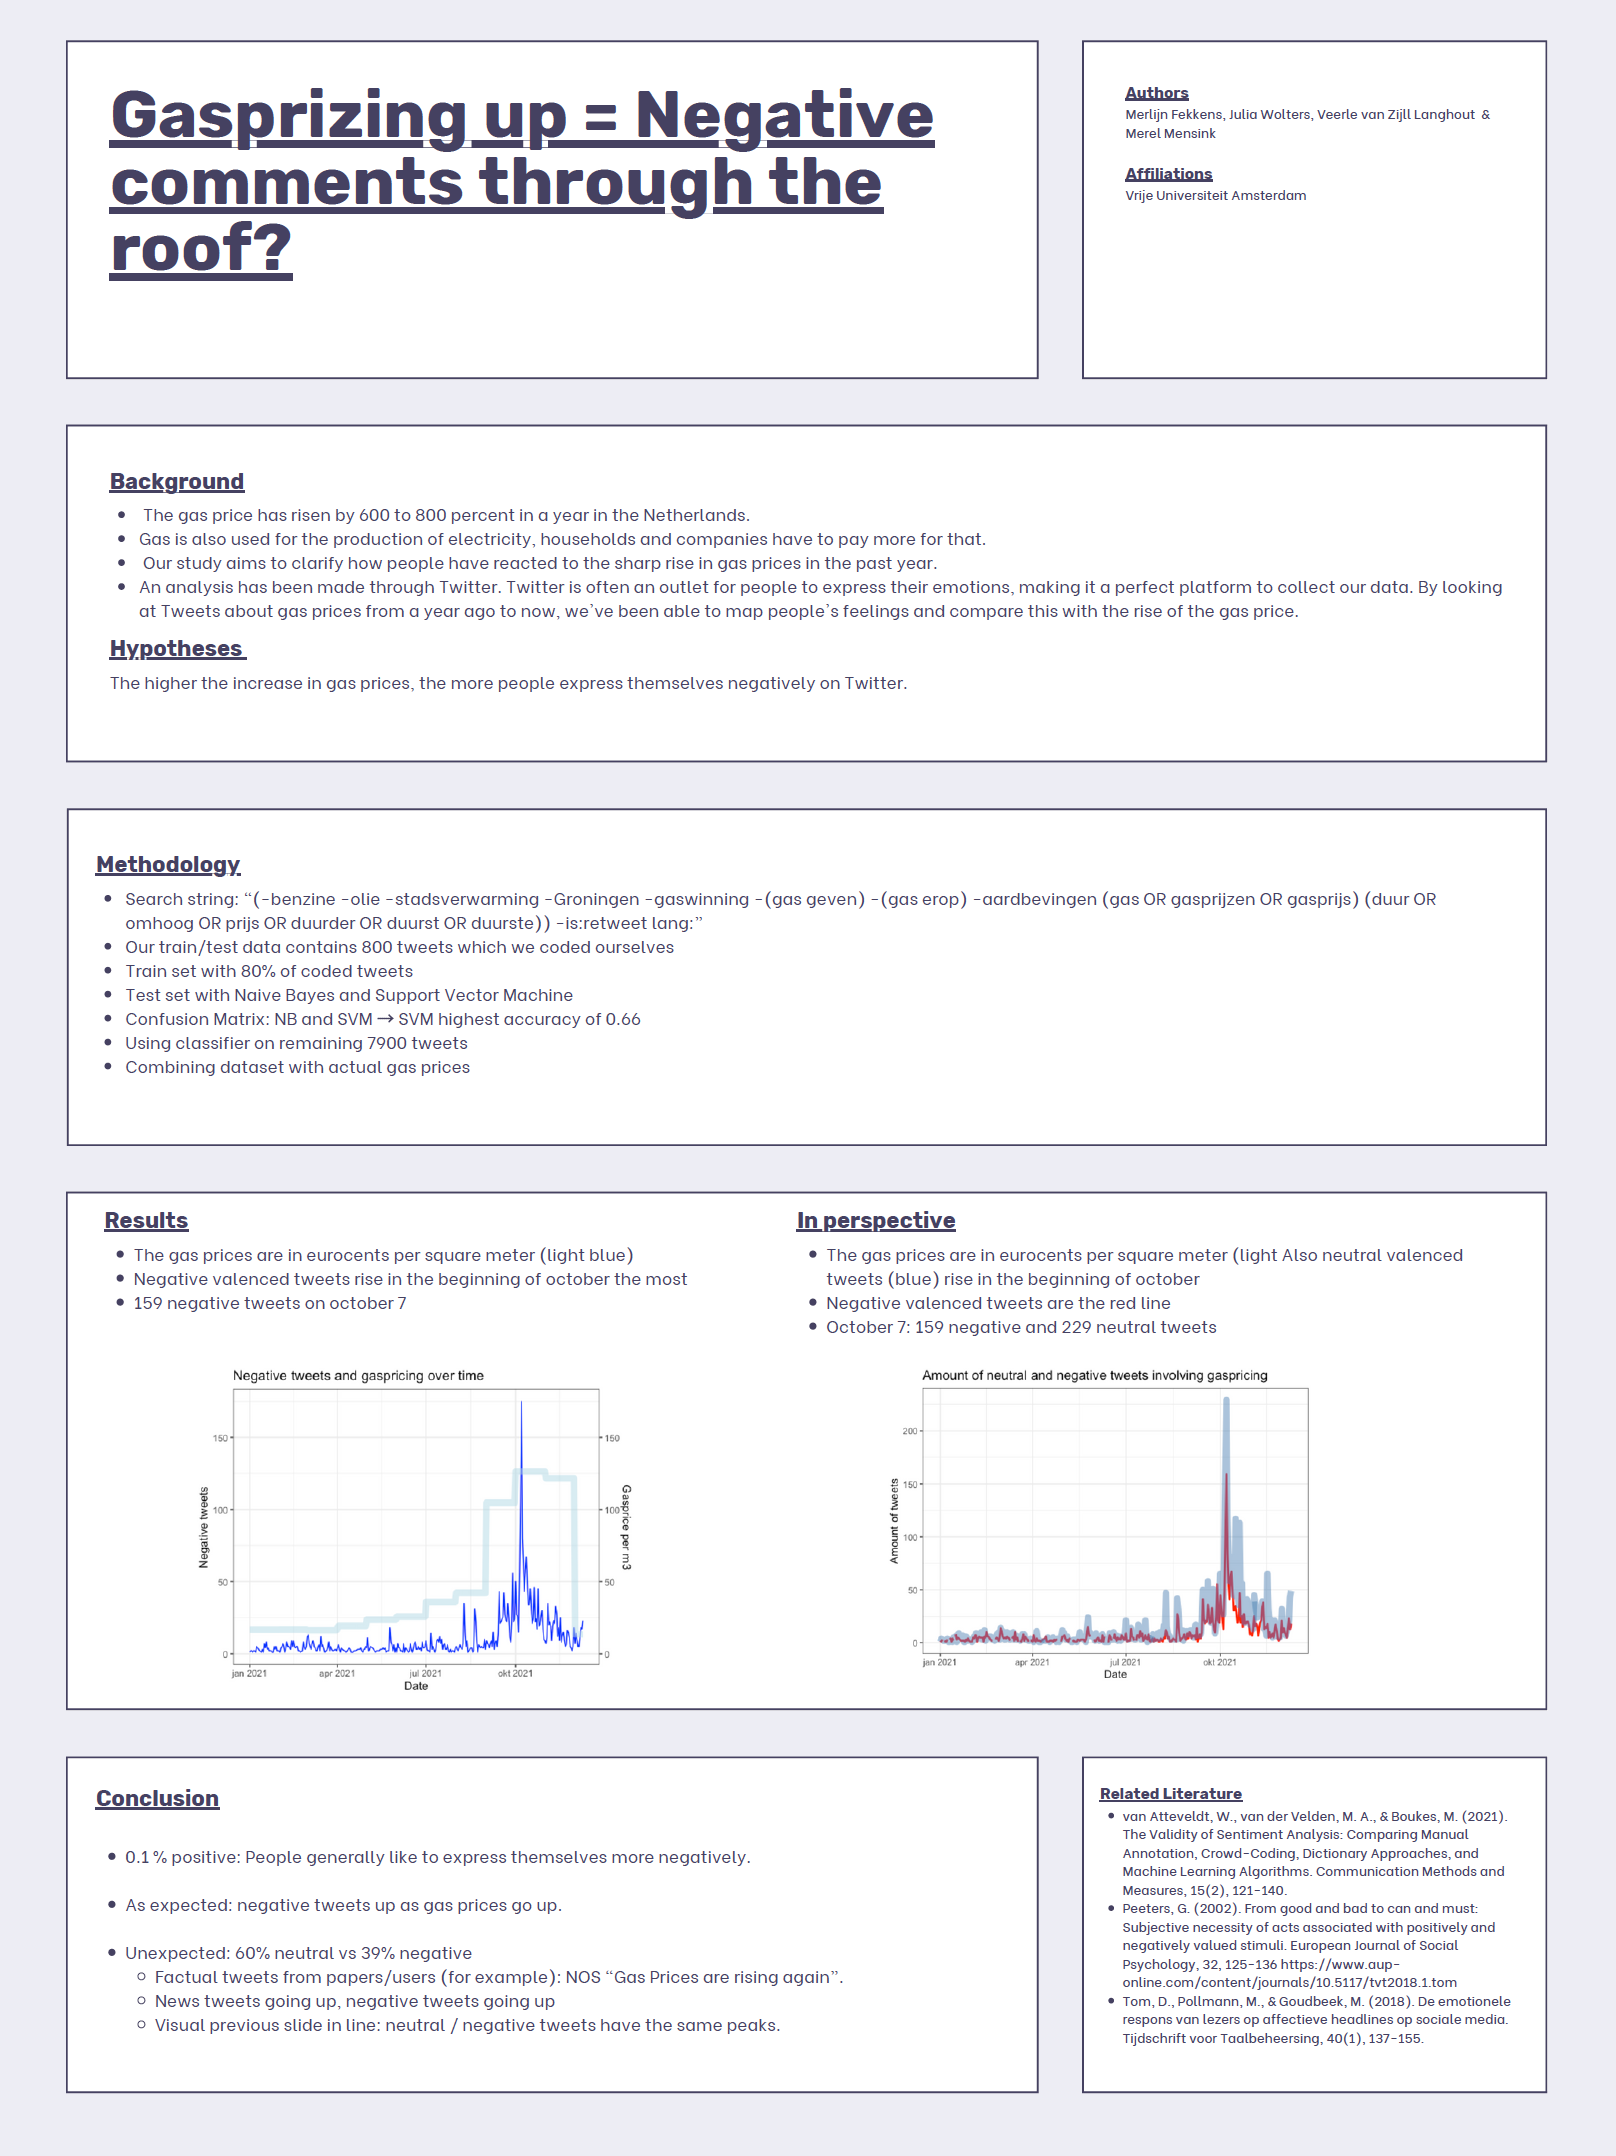 Gasprizing up = Negative
comments through the
roof?
Authors
Merlijn Fekkens, Julia Wolters, Veerle van Zijll Langhout &
Merel Mensink
Affiliations
Vrije Universiteit Amsterdam
Background
• The gas price has risen by 600 to 800 percent in a year in the Netherlands.
• Gas is also used for the production of electricity, households and companies have to pay more for that.
• Our study aims to clarify how people have reacted to the sharp rise in gas prices in the past year.
• An analysis has been made through Twitter. Twitter is often an outlet for people to express their emotions, making it a perfect platform to collect our data. By looking
at Tweets about gas prices from a year ago to now, we've been able to map people's feelings and compare this with the rise of the gas price.
Hypotheses
The higher the increase in gas prices, the more people express themselves negatively on Twitter.
Methodology
• Search string: “(-benzine -olie -stadsverwarming -Groningen -gaswinning -(gas geven) -(gas erop) -aardbevingen (gas OR gasprijzen OR gasprijs) (duur OR
omhoog OR prijs OR duurder OR duurst OR duurste)) -is:retweet lang:”
• Our train/test data contains 800 tweets which we coded ourselves
• Train set with 80% of coded tweets
• Test set with Naive Bayes and Support Vector Machine
• Confusion Matrix: NB and SVM → SVM highest accuracy of 0.66
• Using classifier on remaining 7900 tweets
• Combining dataset with actual gas prices
Results
• The gas prices are in eurocents per square meter (light blue)
• Negative valenced tweets rise in the beginning of october the most
• 159 negative tweets on october 7
Negative tweets and gaspricing over time
Negative tweets
150
100
50
0
150
100
50
0
Gasprice per m3
jan 2021 apr 2021 jul 2021 okt 2021
Date
In perspective
• The gas prices are in eurocents per square meter (light Also neutral valenced
tweets (blue) rise in the beginning of october
• Negative valenced tweets are the red line
• October 7: 159 negative and 229 neutral tweets
Amount of neutral and negative tweets involving gaspricing
Amount of tweets
200
150
100
50
0
jan 2021 apr 2021 jul 2021 okt 2021
Date
Conclusion
• 0.1 % positive: People generally like to express themselves more negatively.
• As expected: negative tweets up as gas prices go up.
• Unexpected: 60% neutral vs 39% negative
○ Factual tweets from papers/users (for example): NOS “Gas Prices are rising again”.
○ News tweets going up, negative tweets going up
○ Visual previous slide in line: neutral / negative tweets have the same peaks.
Related Literature
• van Atteveldt, W., van der Velden, M. A., & Boukes, M. (2021).
The Validity of Sentiment Analysis: Comparing Manual
Annotation, Crowd-Coding, Dictionary Approaches, and
Machine Learning Algorithms. Communication Methods and
Measures, 15(2), 121-140.
• Peeters, G. (2002). From good and bad to can and must:
Subjective necessity of acts associated with positively and
negatively valued stimuli. European Journal of Social
Psychology, 32, 125-136 https://www.aup-
online.com/content/journals/10.5117/tvt2018.1.tom
• Tom, D., Pollmann, M., & Goudbeek, M. (2018). De emotionele
respons van lezers op affectieve headlines op sociale media.
Tijdschrift voor Taalbeheersing, 40(1), 137-155.